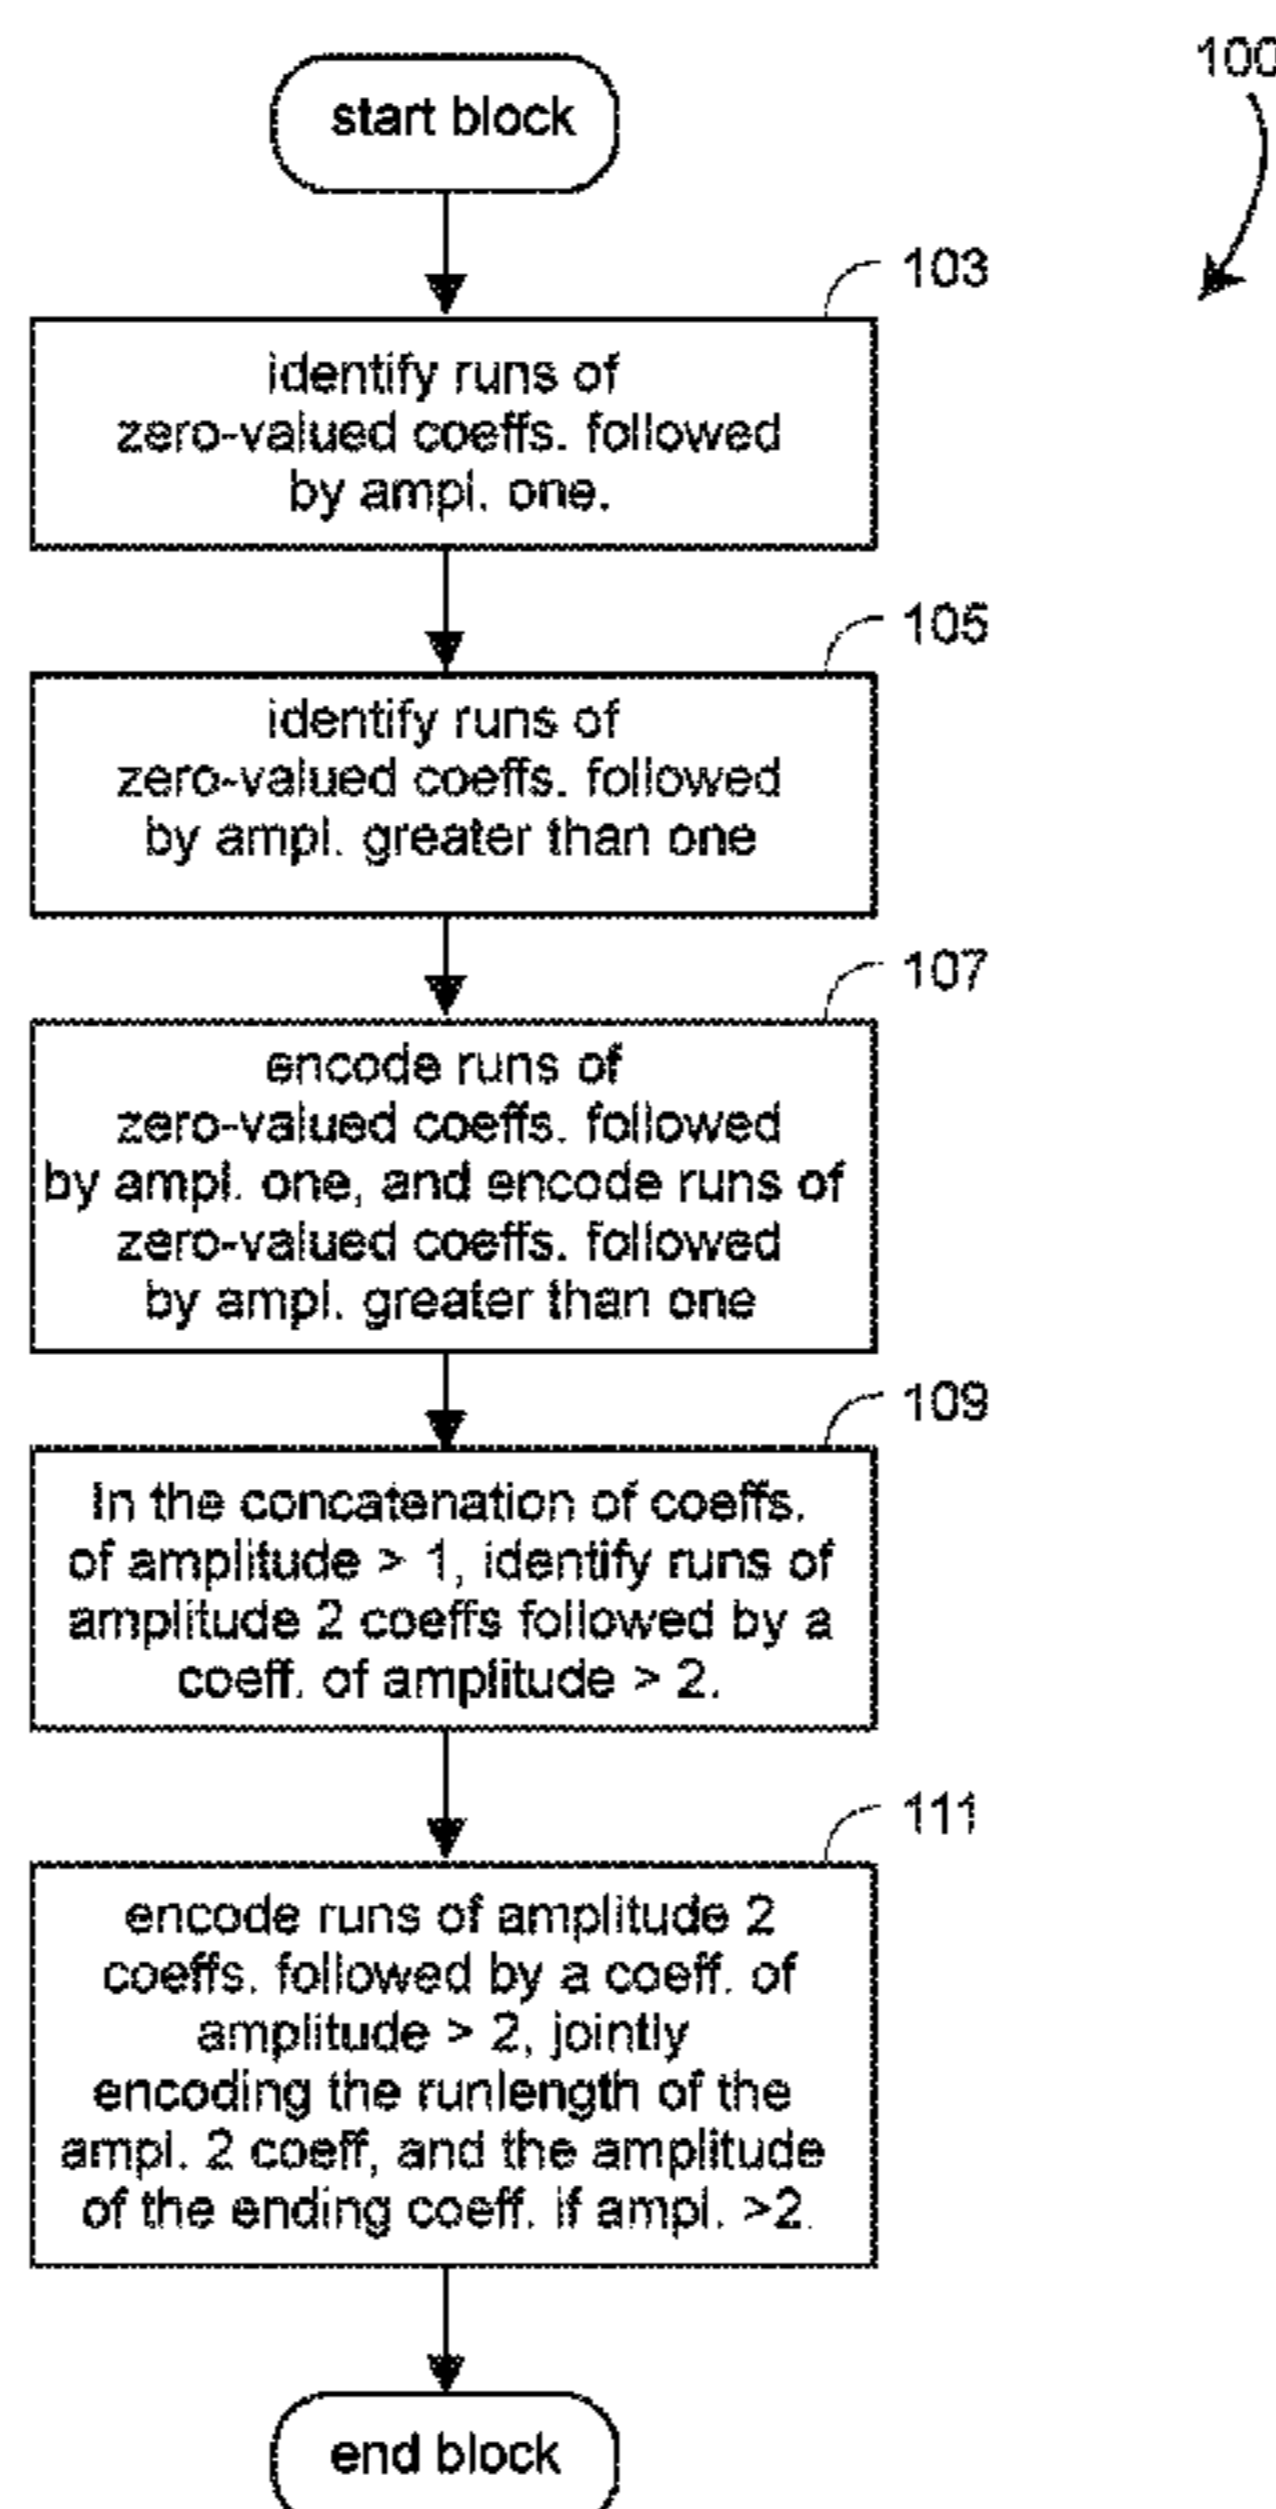 start block
100
103
identify runs of
zero-valued coeffs. followed
by ampl. one.
105
identify runs of
zero-valued coeffs. followed
by ampl. greater than one
107
encode runs of
zero-valued coeffs. followed
by ampl. one, and encode runs of
zero-valued coeffs. followed
by ampl. greater than one
109
In the concatenation of coeffs.
of amplitude > 1, identify runs of
amplitude 2 coeffs followed by a
coeff. of amplitude > 2.
111
encode runs of amplitude 2
coeffs. followed by a coeff. of
amplitude > 2, jointly
encoding the runlength of the
ampl. 2 coeff, and the amplitude
of the ending coeff. if ampl. >2.
end block